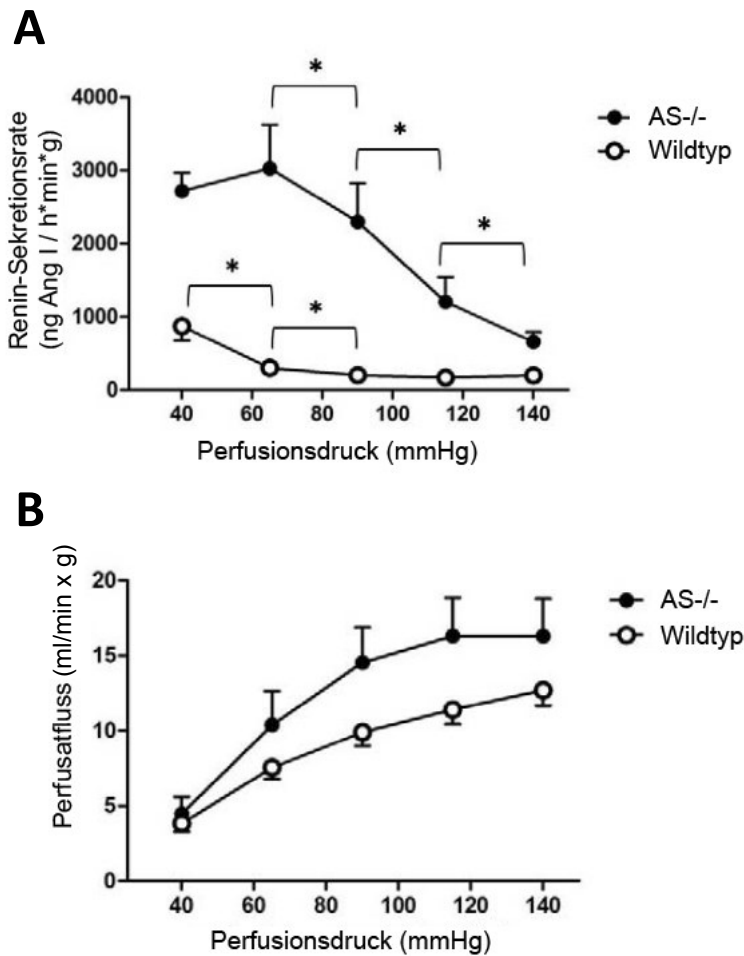 A
Renin-Sekretionsrate
(ng Ang I / h*min*g)
4000
3000
2000
1000
0
*
*
*
*
*
AS-/-
Wildtyp
40 60 80 100 120 140
Perfusionsdruck (mmHg)
B
Perfusatfluss (ml/min x g)
20
15
10
5
0
AS-/-
Wildtyp
40 60 80 100 120 140
Perfusionsdruck (mmHg)